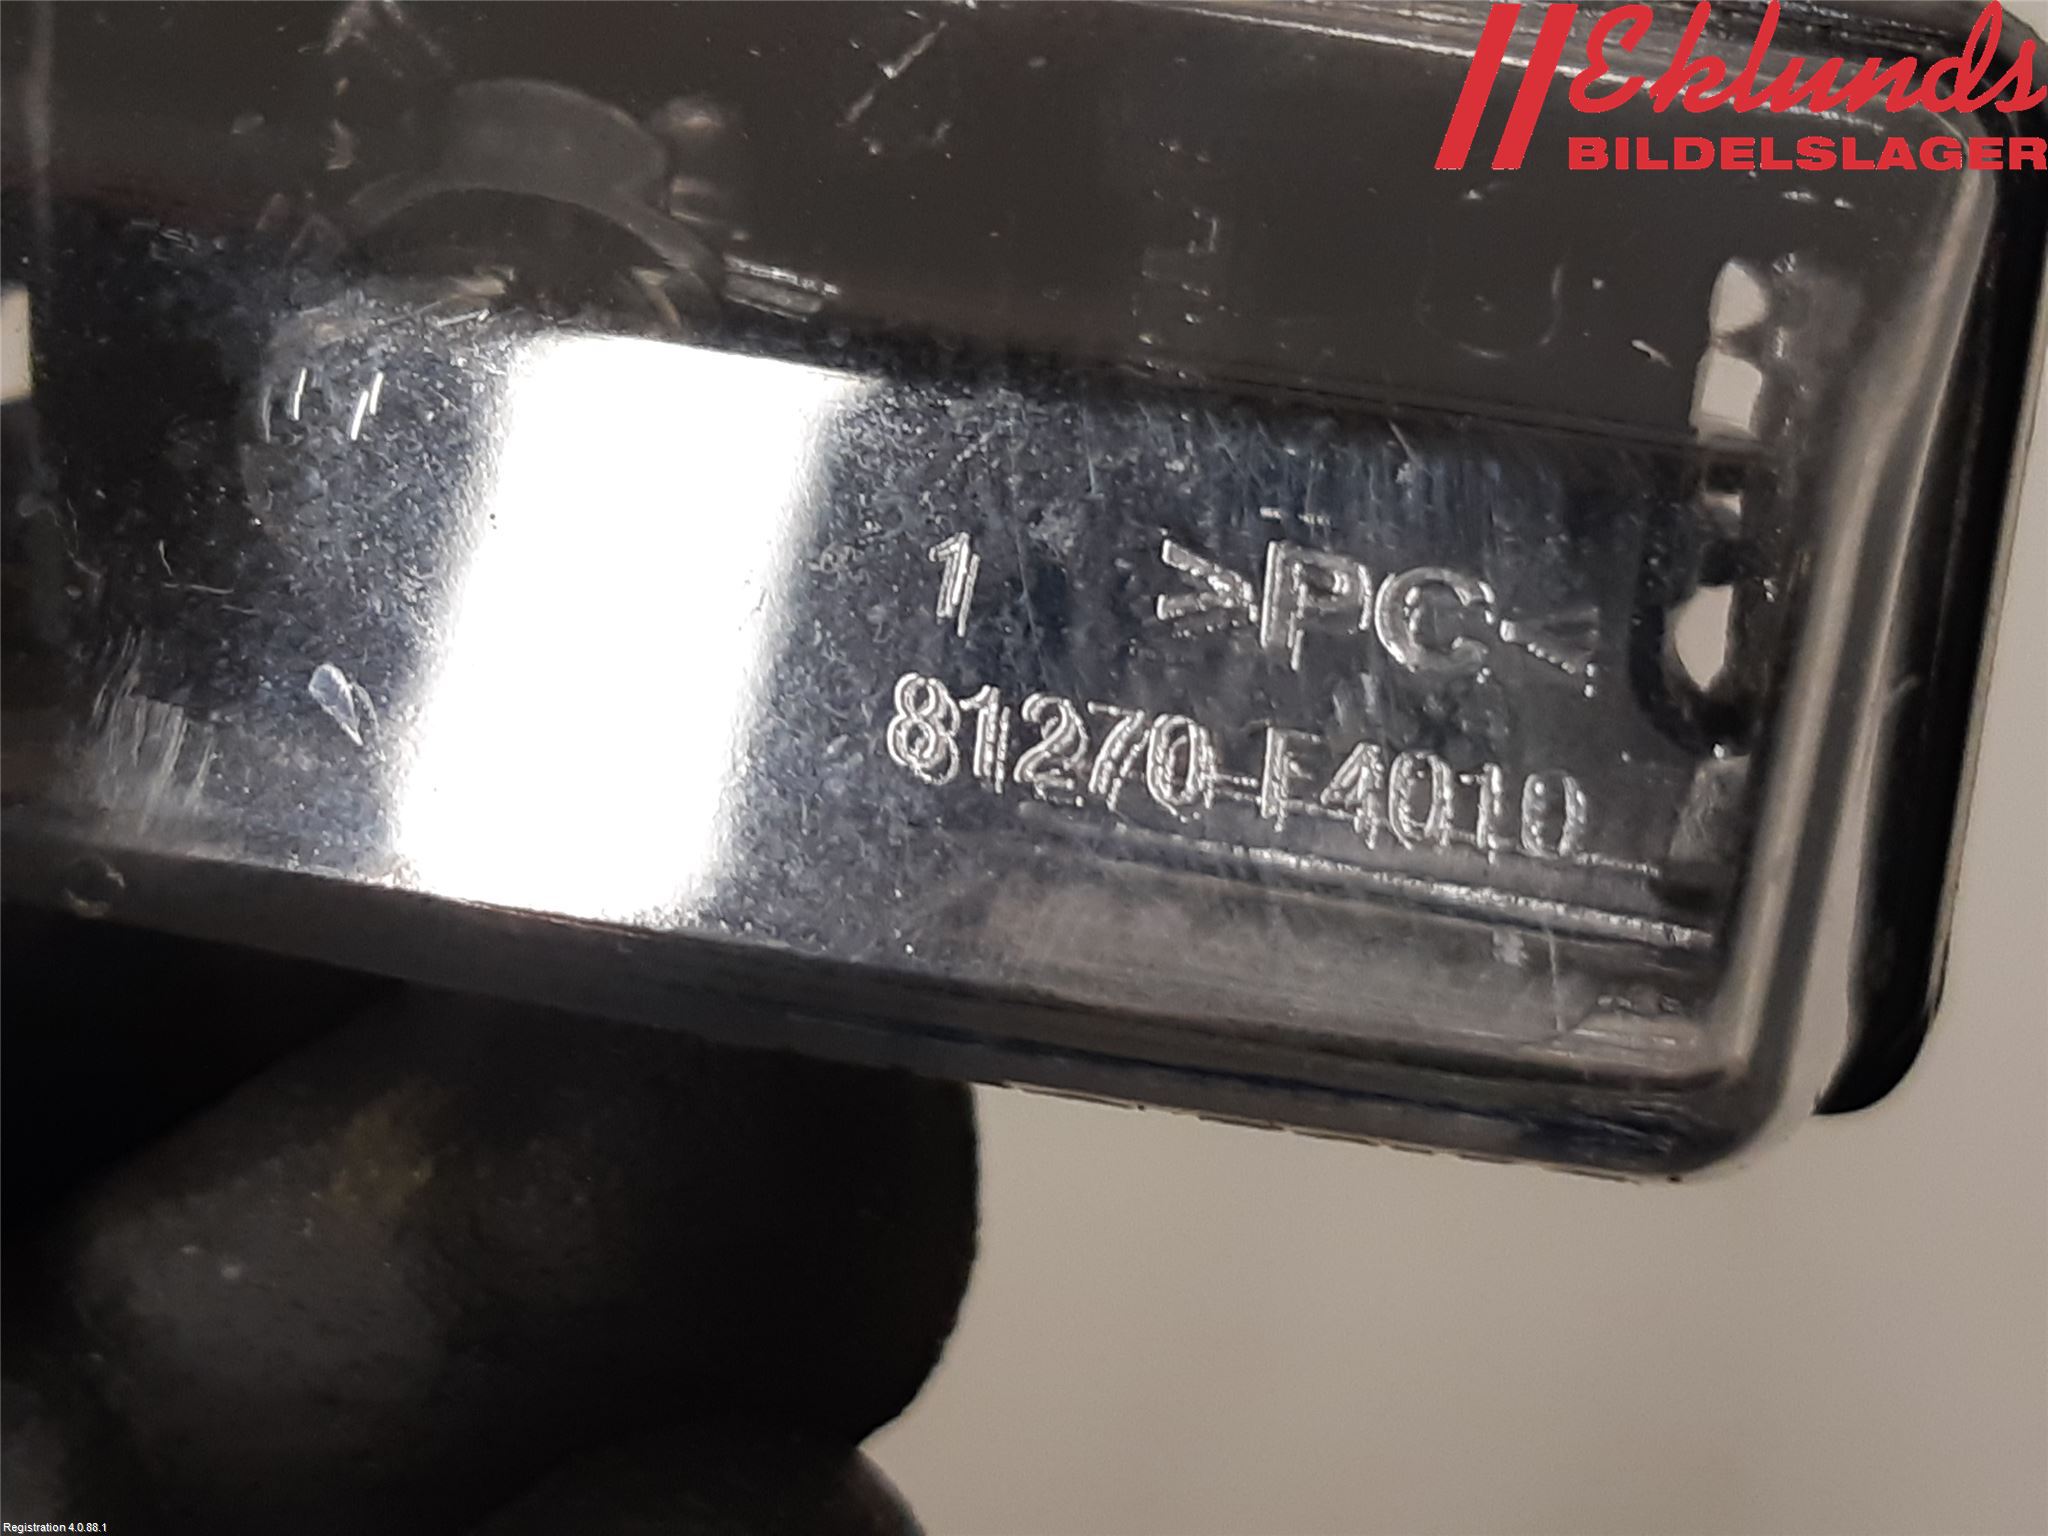 Eklunds
BILDELSLAGER
1 >PC<
81270-F4010
Registration 4.0.88.1